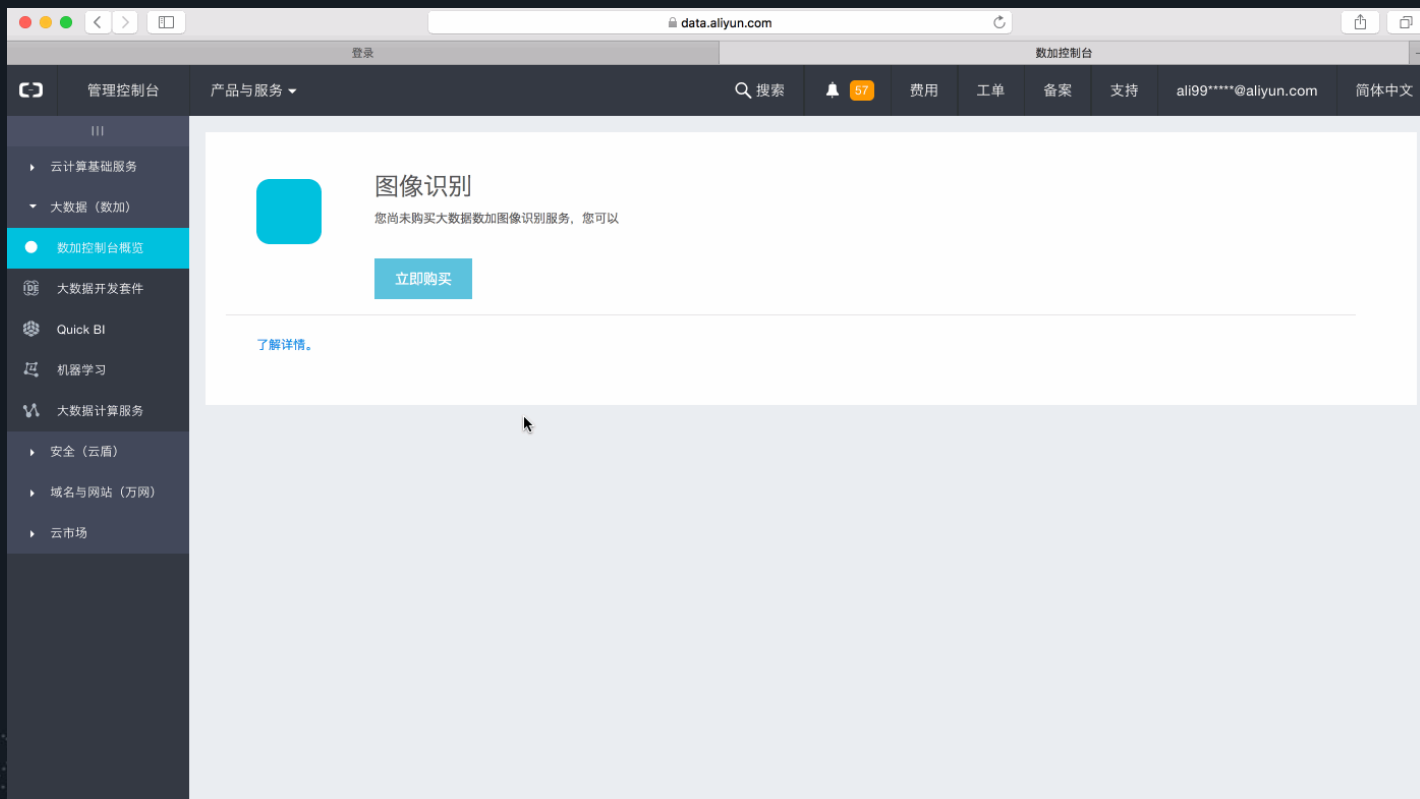 data.aliyun.com
登录
数加控制台
管理控制台
产品与服务
搜索
57
费用
工单
备案
支持
ali99*****@aliyun.com
简体中文
云计算基础服务
大数据（数加）
数加控制台概览
IDE 大数据开发套件
Quick BI
机器学习
大数据计算服务
安全（云盾）
域名与网站（万网）
云市场
图像识别
您尚未购买大数据数加图像识别服务，您可以
立即购买
了解详情。